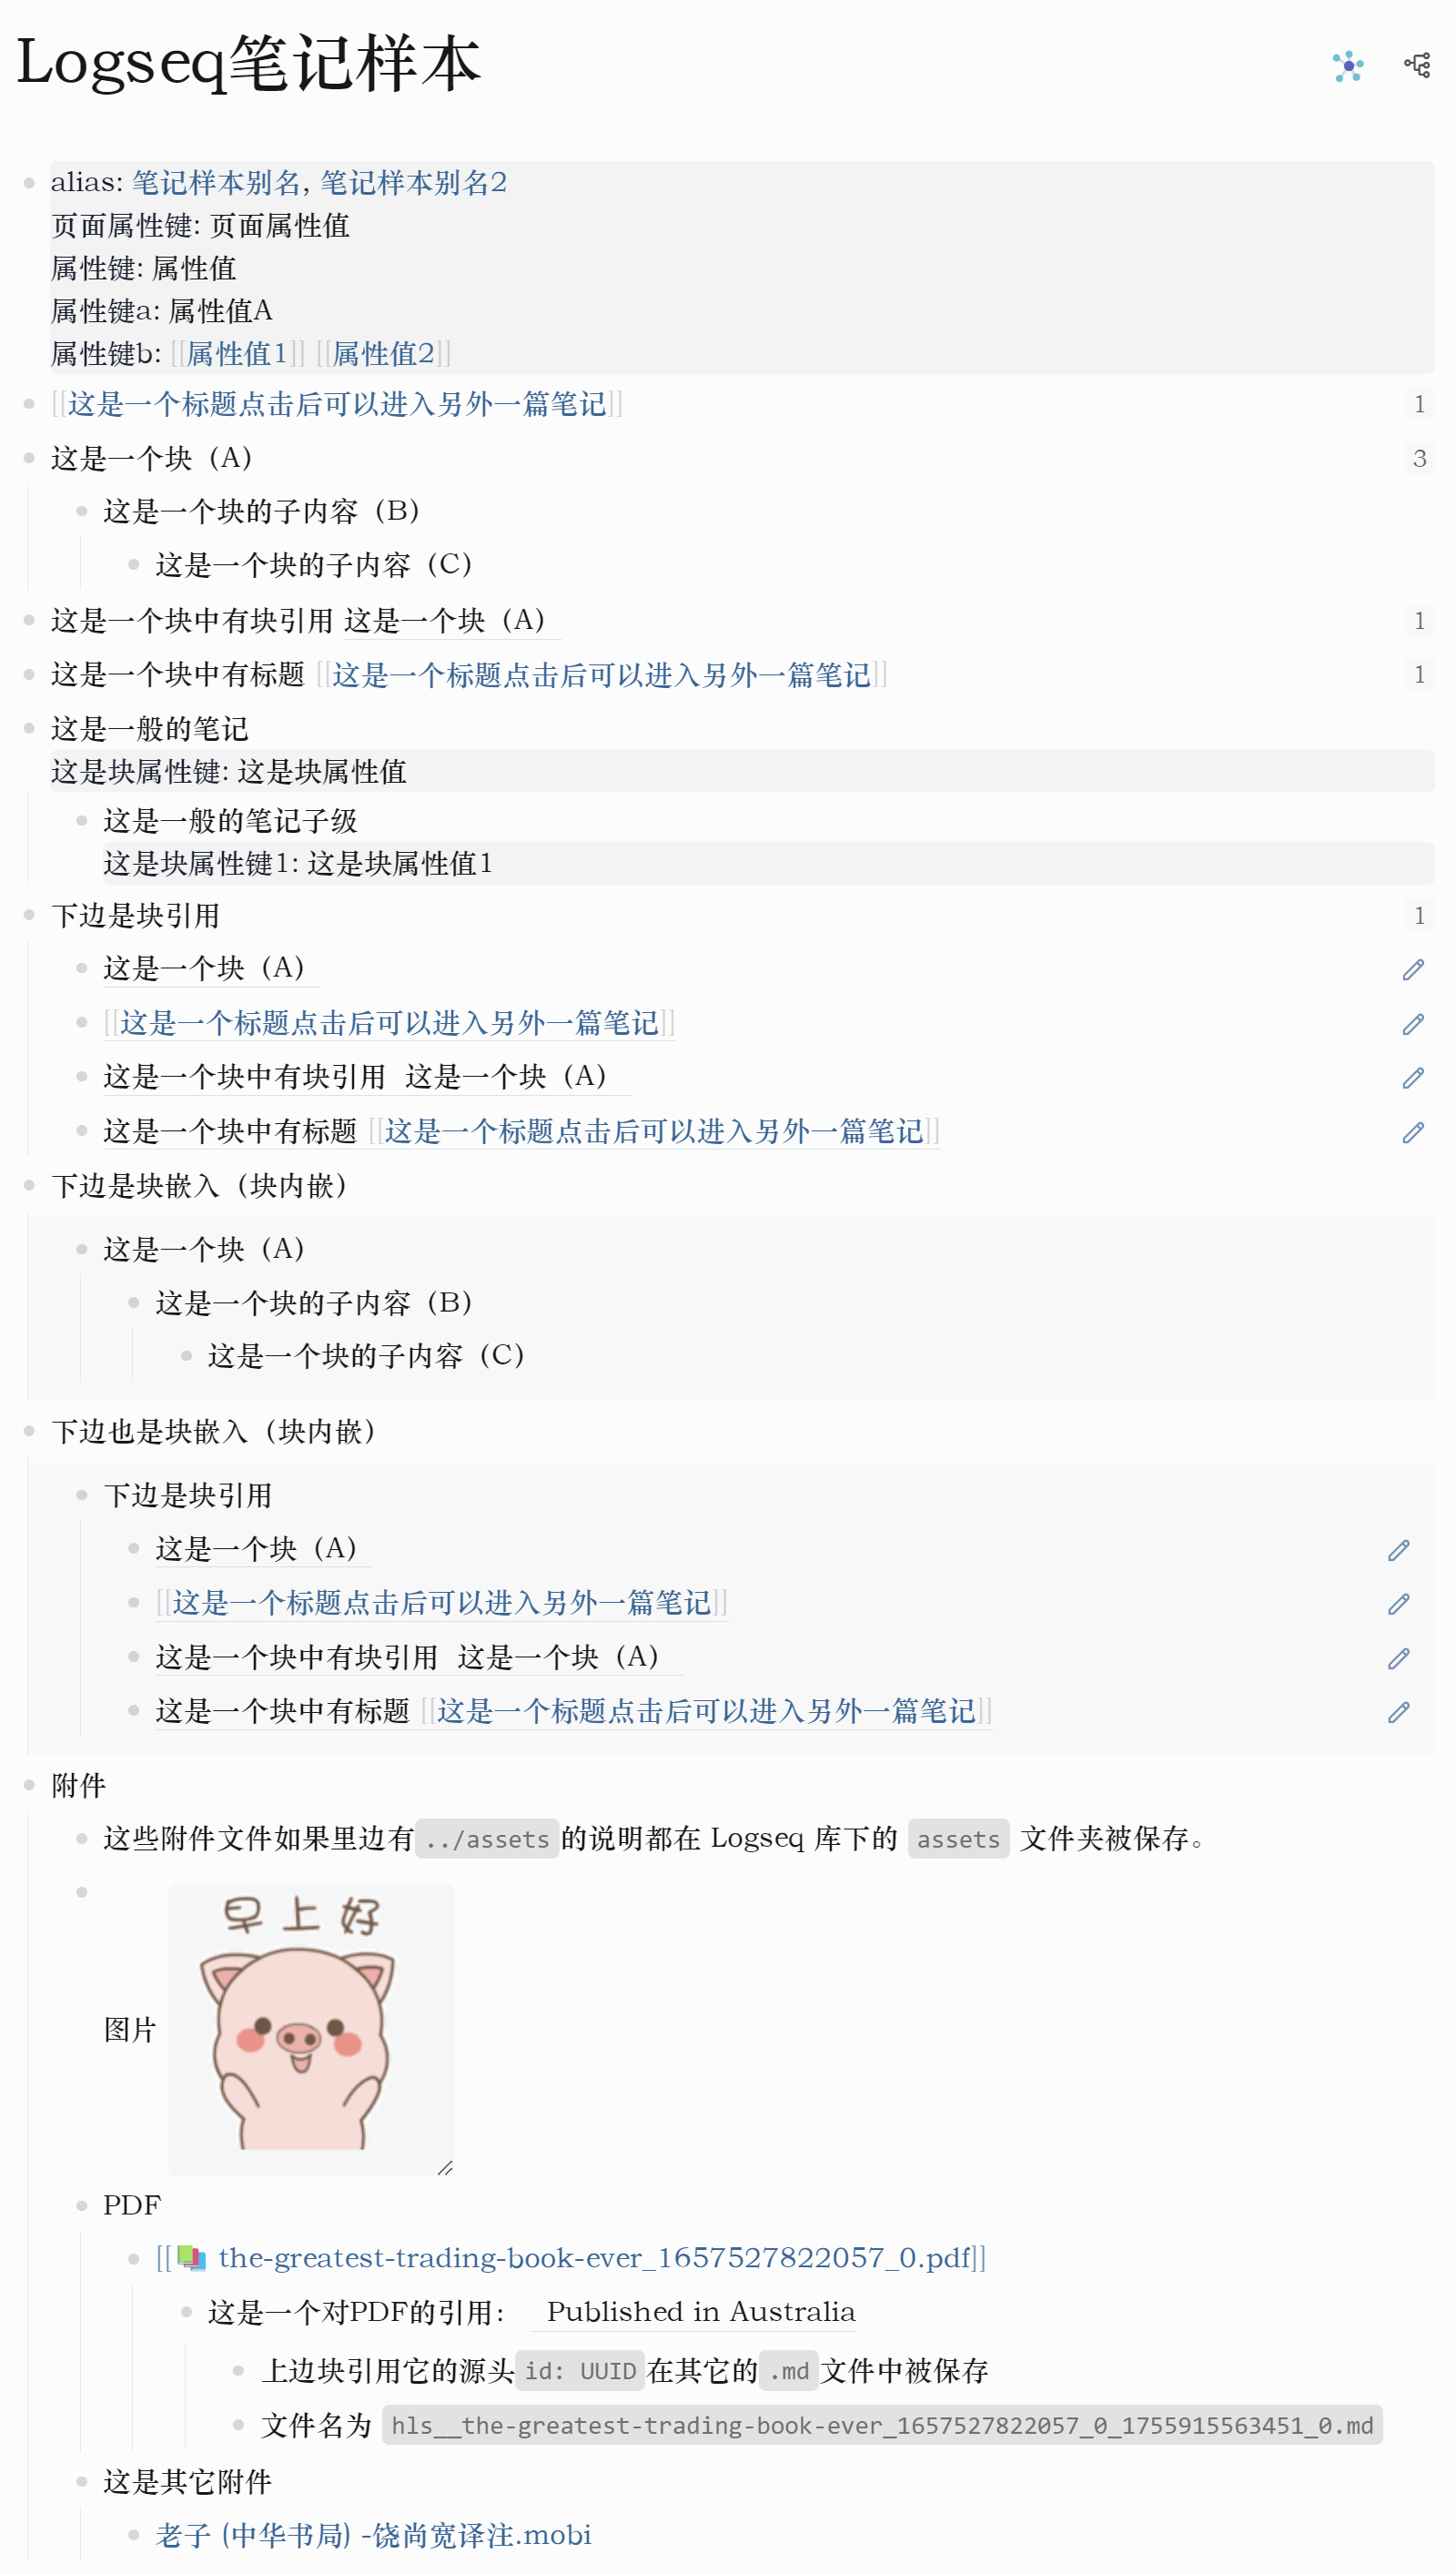 Logseq笔记样本
alias: 笔记样本别名, 笔记样本别名2
页面属性键: 页面属性值
属性键: 属性值
属性键a: 属性值A
属性键b: [[属性值1]] [[属性值2]]
[[这是一个标题点击后可以进入另外一篇笔记]] 1
这是一个块（A） 3
这是一个块的子内容（B）
这是一个块的子内容（C）
这是一个块中有块引用 这是一个块（A） 1
这是一个块中有标题 [[这是一个标题点击后可以进入另外一篇笔记]] 1
这是一般的笔记
这是块属性键: 这是块属性值
这是一般的笔记子级
这是块属性键1: 这是块属性值1
下边是块引用 1
这是一个块（A）
[[这是一个标题点击后可以进入另外一篇笔记]]
这是一个块中有块引用 这是一个块（A）
这是一个块中有标题 [[这是一个标题点击后可以进入另外一篇笔记]]
下边是块嵌入（块内嵌）
这是一个块（A）
这是一个块的子内容（B）
这是一个块的子内容（C）
下边也是块嵌入（块内嵌）
下边是块引用
这是一个块（A）
[[这是一个标题点击后可以进入另外一篇笔记]]
这是一个块中有块引用 这是一个块（A）
这是一个块中有标题 [[这是一个标题点击后可以进入另外一篇笔记]]
附件
这些附件文件如果里边有../assets的说明都在 Logseq 库下的 assets 文件夹被保存。
早上好
图片
PDF
[[📚 the-greatest-trading-book-ever_1657527822057_0.pdf]]
这是一个对PDF的引用： Published in Australia
上边块引用它的源头id: UUID在其它的.md文件中被保存
文件名为 hls__the-greatest-trading-book-ever_1657527822057_0_1755915563451_0.md
这是其它附件
老子 (中华书局) -饶尚宽译注.mobi